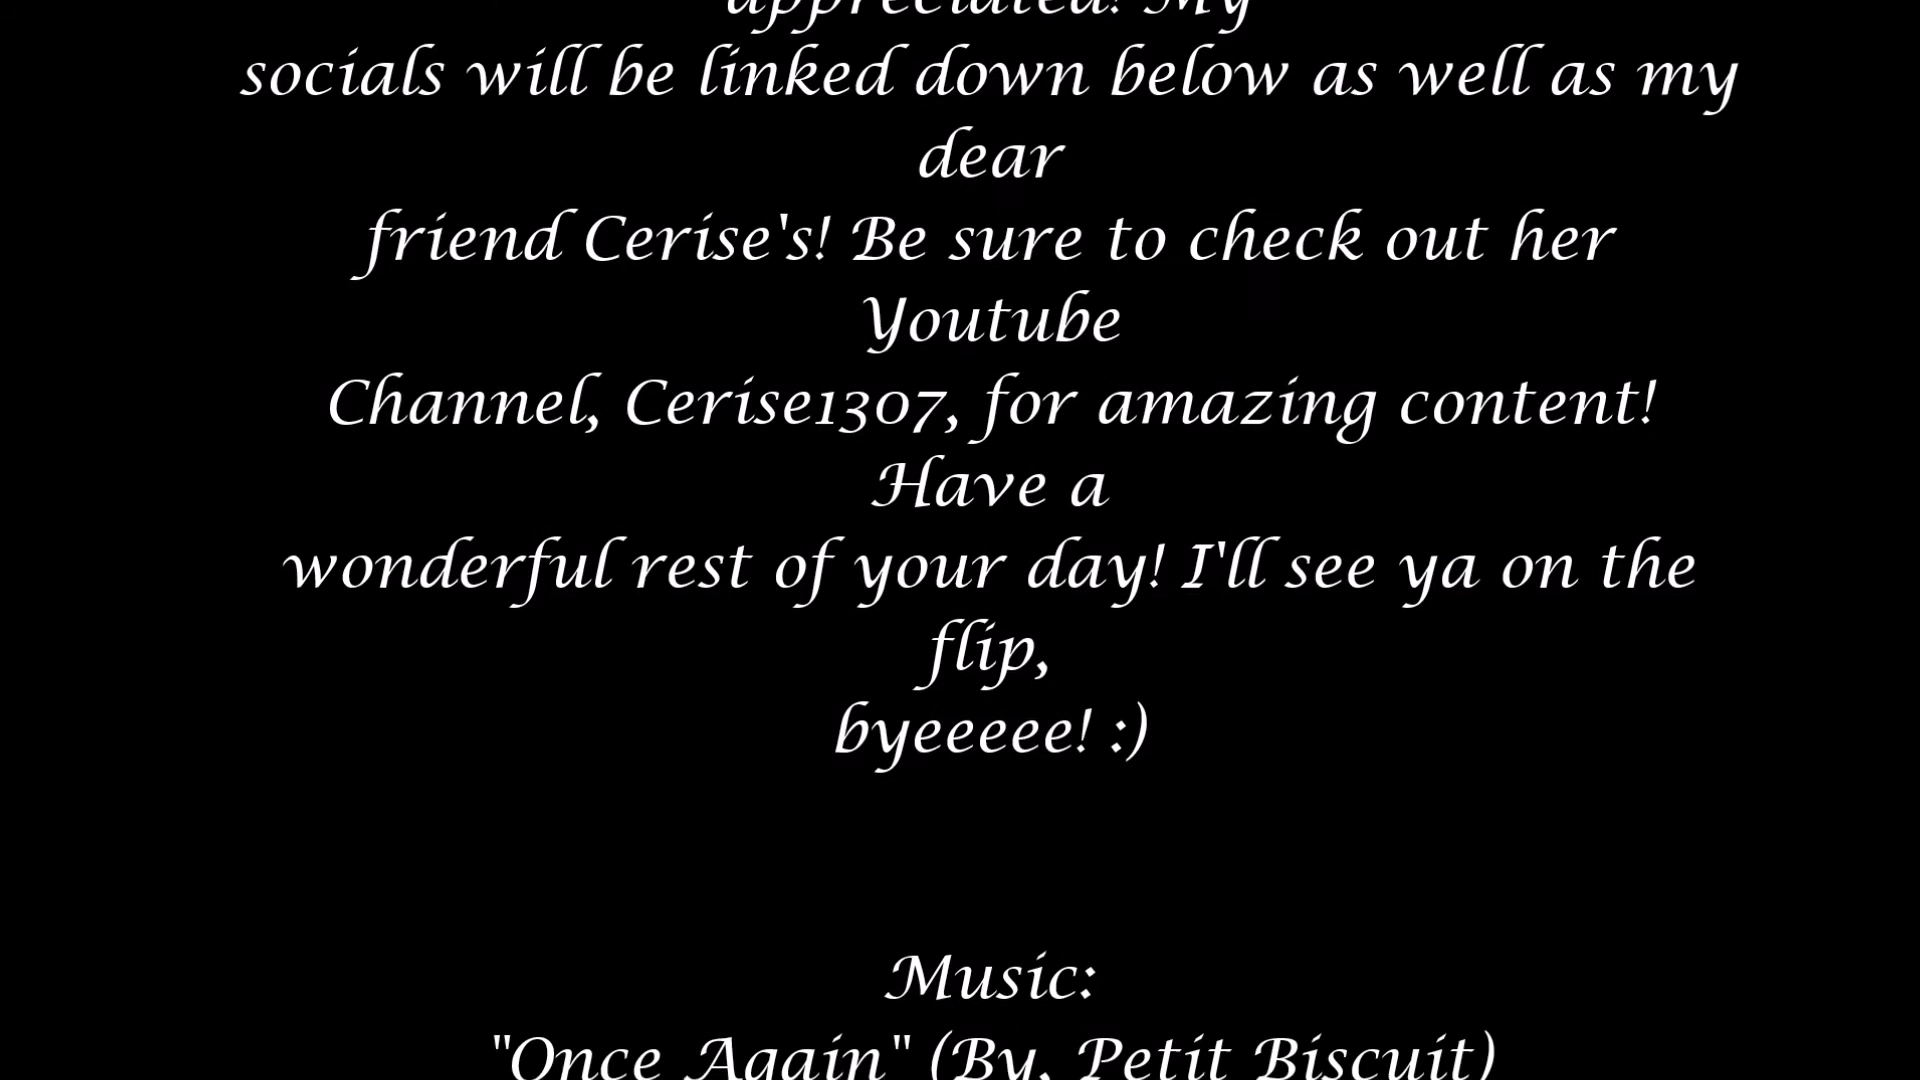 appreciated! My
socials will be linked down below as well as my
dear
friend Cerise's! Be sure to check out her
Youtube
Channel, Cerise1307, for amazing content!
Have a
wonderful rest of your day! I'll see ya on the
flip,
byeeeee! :)
Music:
"Once Again" (By, Petit Biscuit)